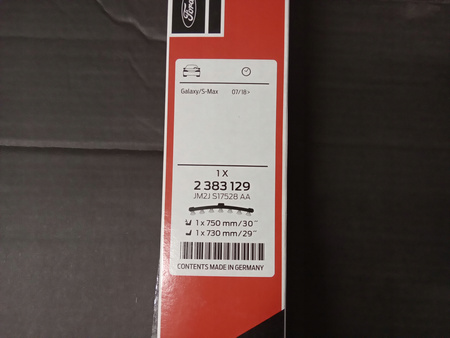 Ford
Galaxy/S-Max 07/18>
1 X
2 383 129
JM2J S17528 AA
1 x 750 mm/30"
1 x 730 mm/29"
CONTENTS MADE IN GERMANY